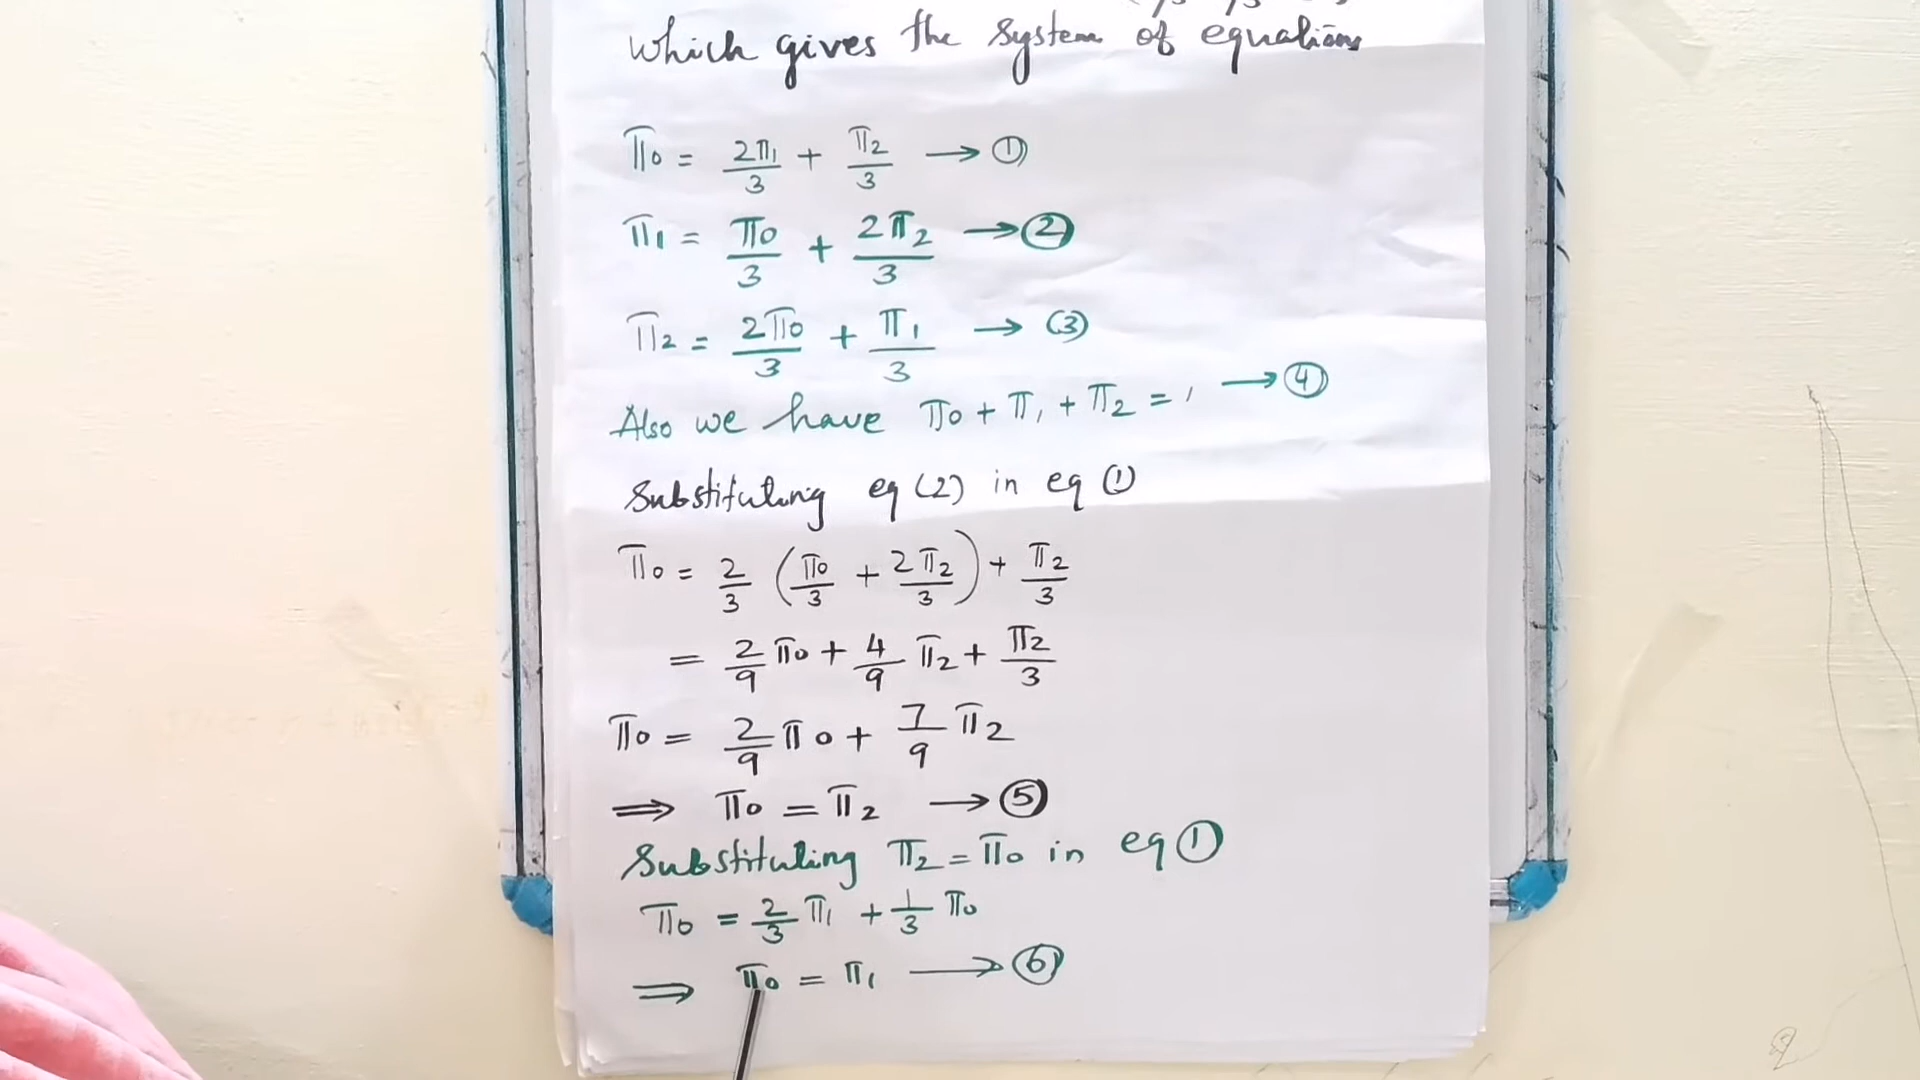 which gives the system of equations
π0 = 2π1/3 + π2/3 → ①
π1 = π0/3 + 2π2/3 → ②
π2 = 2π0/3 + π1/3 → (3)
Also we have π0 + π1 + π2 = 1 → ④
Substituting eq (2) in eq ①
π0 = 2/3 (π0/3 + 2π2/3) + π2/3
= 2/9 π0 + 4/9 π2 + π2/3
π0 = 2/9 π0 + 7/9 π2
⇒ π0 = π2 → ⑤
Substituting π2 = π0 in eq ①
π0 = 2/3 π1 + 1/3 π0
⇒ π0 = π1 → ⑥